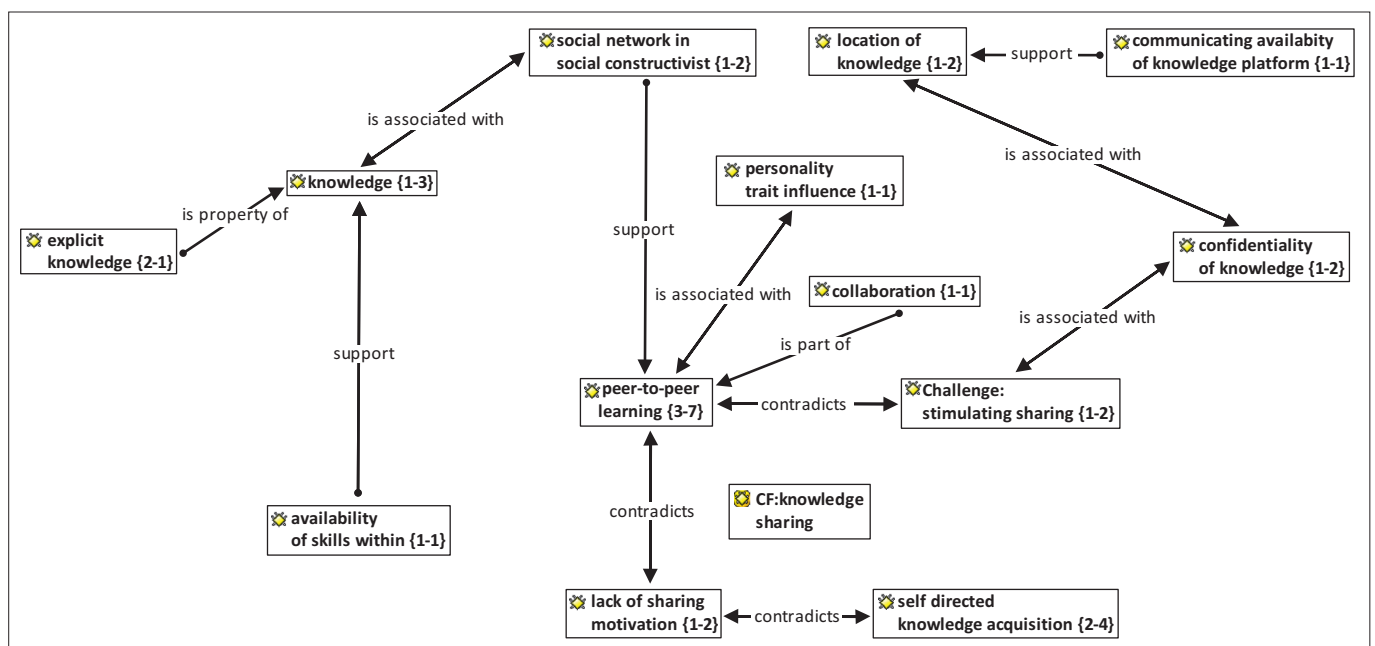 social network in
social constructivist {1-2}
location of
knowledge {1-2}
support
communicating availabity
of knowledge platform {1-1}
is associated with
is associated with
personality
trait influence {1-1}
knowledge {1-3}
is property of
support
explicit
knowledge {2-1}
confidentiality
of knowledge {1-2}
is associated with
collaboration {1-1}
is associated with
is part of
support
peer-to-peer
learning {3-7}
contradicts
Challenge:
stimulating sharing {1-2}
CF:knowledge
sharing
contradicts
availability
of skills within {1-1}
lack of sharing
motivation {1-2}
contradicts
self directed
knowledge acquisition {2-4}